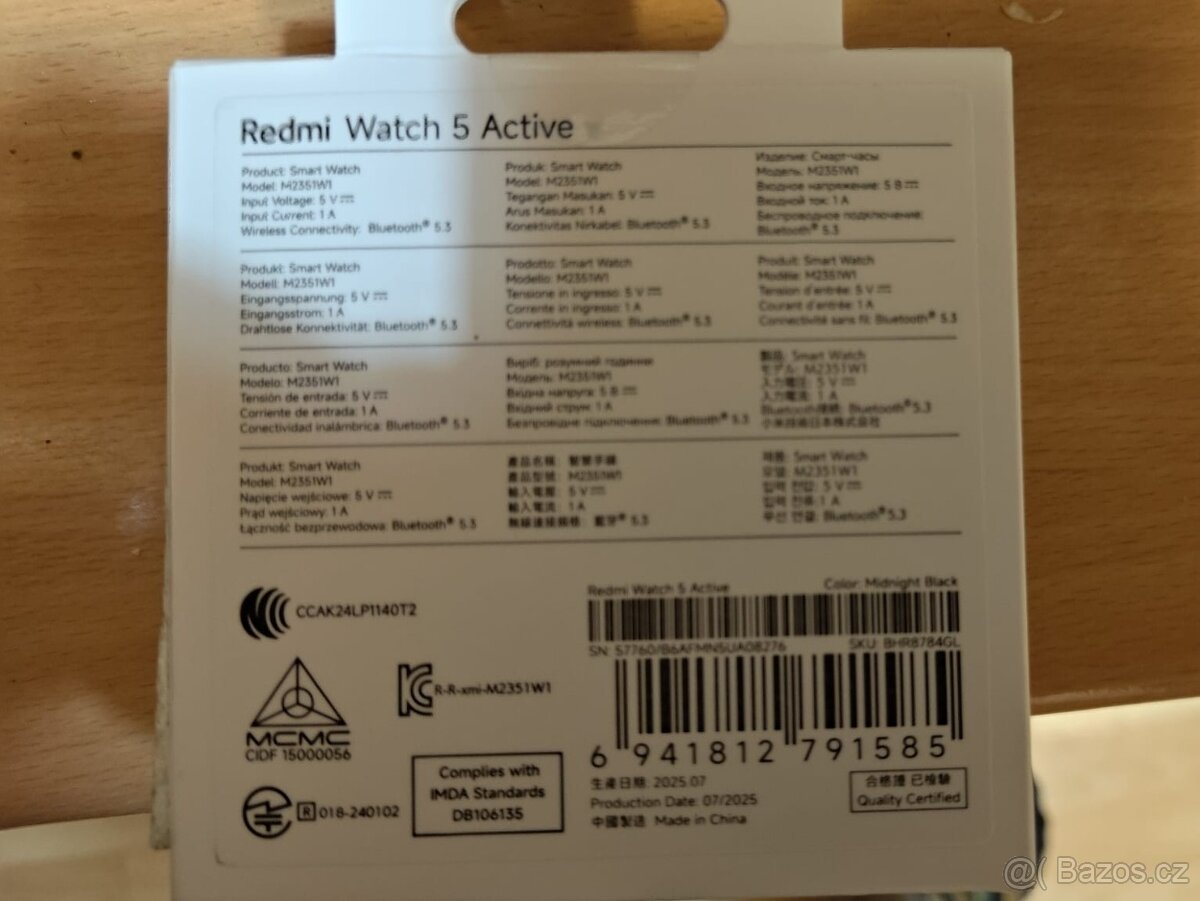 Redmi Watch 5 Active
Product: Smart Watch
Model: M2351W1
Input Voltage: 5 V
Input Current: 1 A
Wireless Connectivity: Bluetooth® 5.3
Produk: Smart Watch
Model: M2351W1
Tegangan Masukan: 5 V
Arus Masukan: 1 A
Konektivitas Nirkabel: Bluetooth® 5.3
Изделие: Смарт-часы
Модель: M2351W1
Входное напряжение: 5 В
Входной ток: 1 А
Беспроводное подключение:
Bluetooth® 5.3
Produkt: Smart Watch
Modell: M2351W1
Eingangsspannung: 5 V
Eingangsstrom: 1 A
Drahtlose Konnektivität: Bluetooth® 5.3
Prodotto: Smart Watch
Modello: M2351W1
Tensione in ingresso: 5 V
Corrente in ingresso: 1 A
Connettività wireless: Bluetooth® 5.3
Produit: Smart Watch
Modèle: M2351W1
Tension d'entrée: 5 V
Courant d'entrée: 1 A
Connectivité sans fil: Bluetooth® 5.3
Producto: Smart Watch
Modelo: M2351W1
Tensión de entrada: 5 V
Corriente de entrada: 1 A
Conectividad inalámbrica: Bluetooth® 5.3
Виріб: розумний годинник
Модель: M2351W1
Вхідна напруга: 5 В
Вхідний струм: 1 А
Безпровідне підключення: Bluetooth® 5.3
製品: Smart Watch
モデル: M2351W1
入力電圧: 5 V
入力電流: 1 A
Bluetooth接続: Bluetooth® 5.3
小米技術日本株式会社
Produkt: Smart Watch
Model: M2351W1
Napięcie wejściowe: 5 V
Prąd wejściowy: 1 A
Łączność bezprzewodowa: Bluetooth® 5.3
產品名稱: 智慧手錶
產品型號: M2351W1
輸入電壓: 5 V
輸入電流: 1 A
無線連接規格: 藍牙® 5.3
제품: Smart Watch
모델: M2351W1
입력 전압: 5 V
입력 전류: 1 A
무선 연결: Bluetooth® 5.3
CCAK24LP1140T2
MCMC
CIDF 15000056
R-R-xmi-M2351W1
R 018-240102
Complies with
IMDA Standards
DB106135
Redmi Watch 5 Active Color: Midnight Black
SN: 57760/B6AFMN5UA08276 SKU: BHR8784GL
6 941812 791585
生產日期: 2025.07
Production Date: 07/2025
中國製造 Made in China
合格證 已檢驗
Quality Certified
@( Bazos.cz